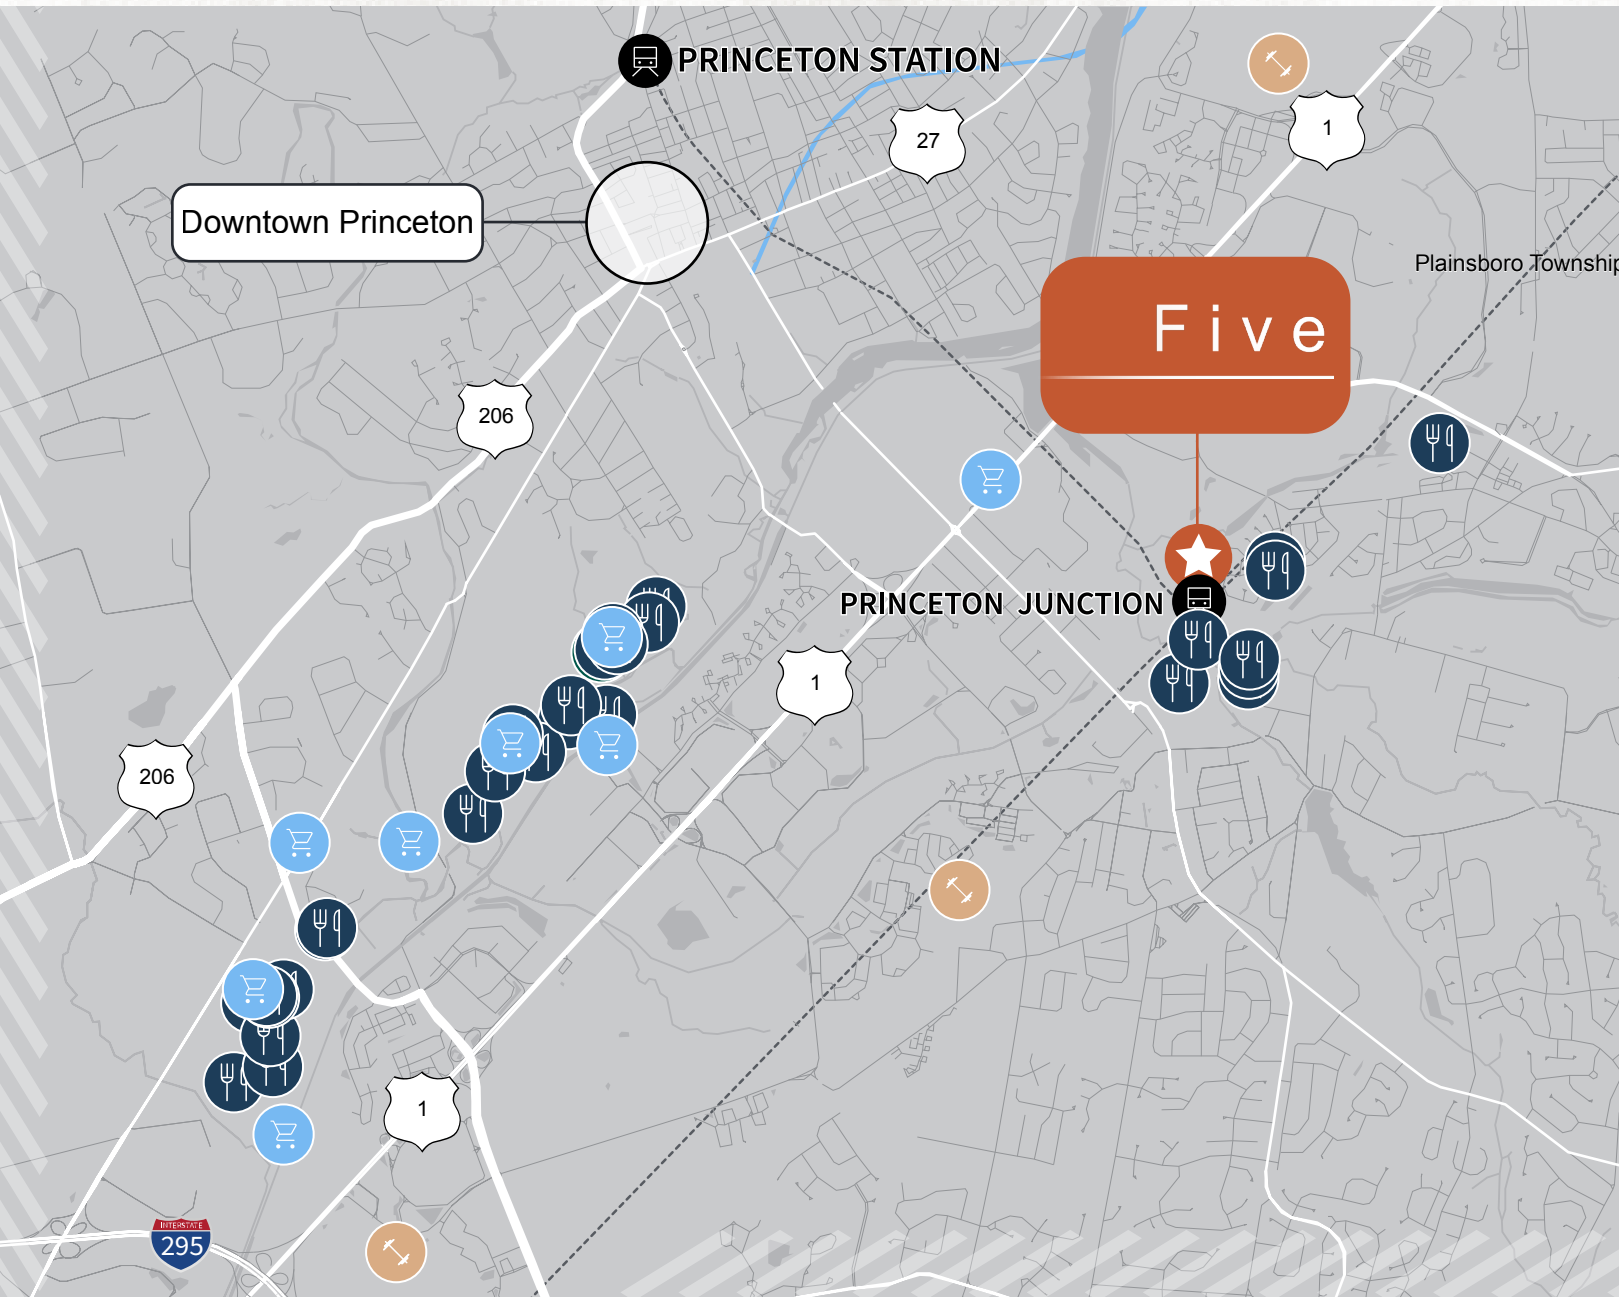 PRINCETON STATION
27
1
Downtown Princeton
Plainsboro Township
Five
206
PRINCETON JUNCTION
1
206
1
INTERSTATE
295